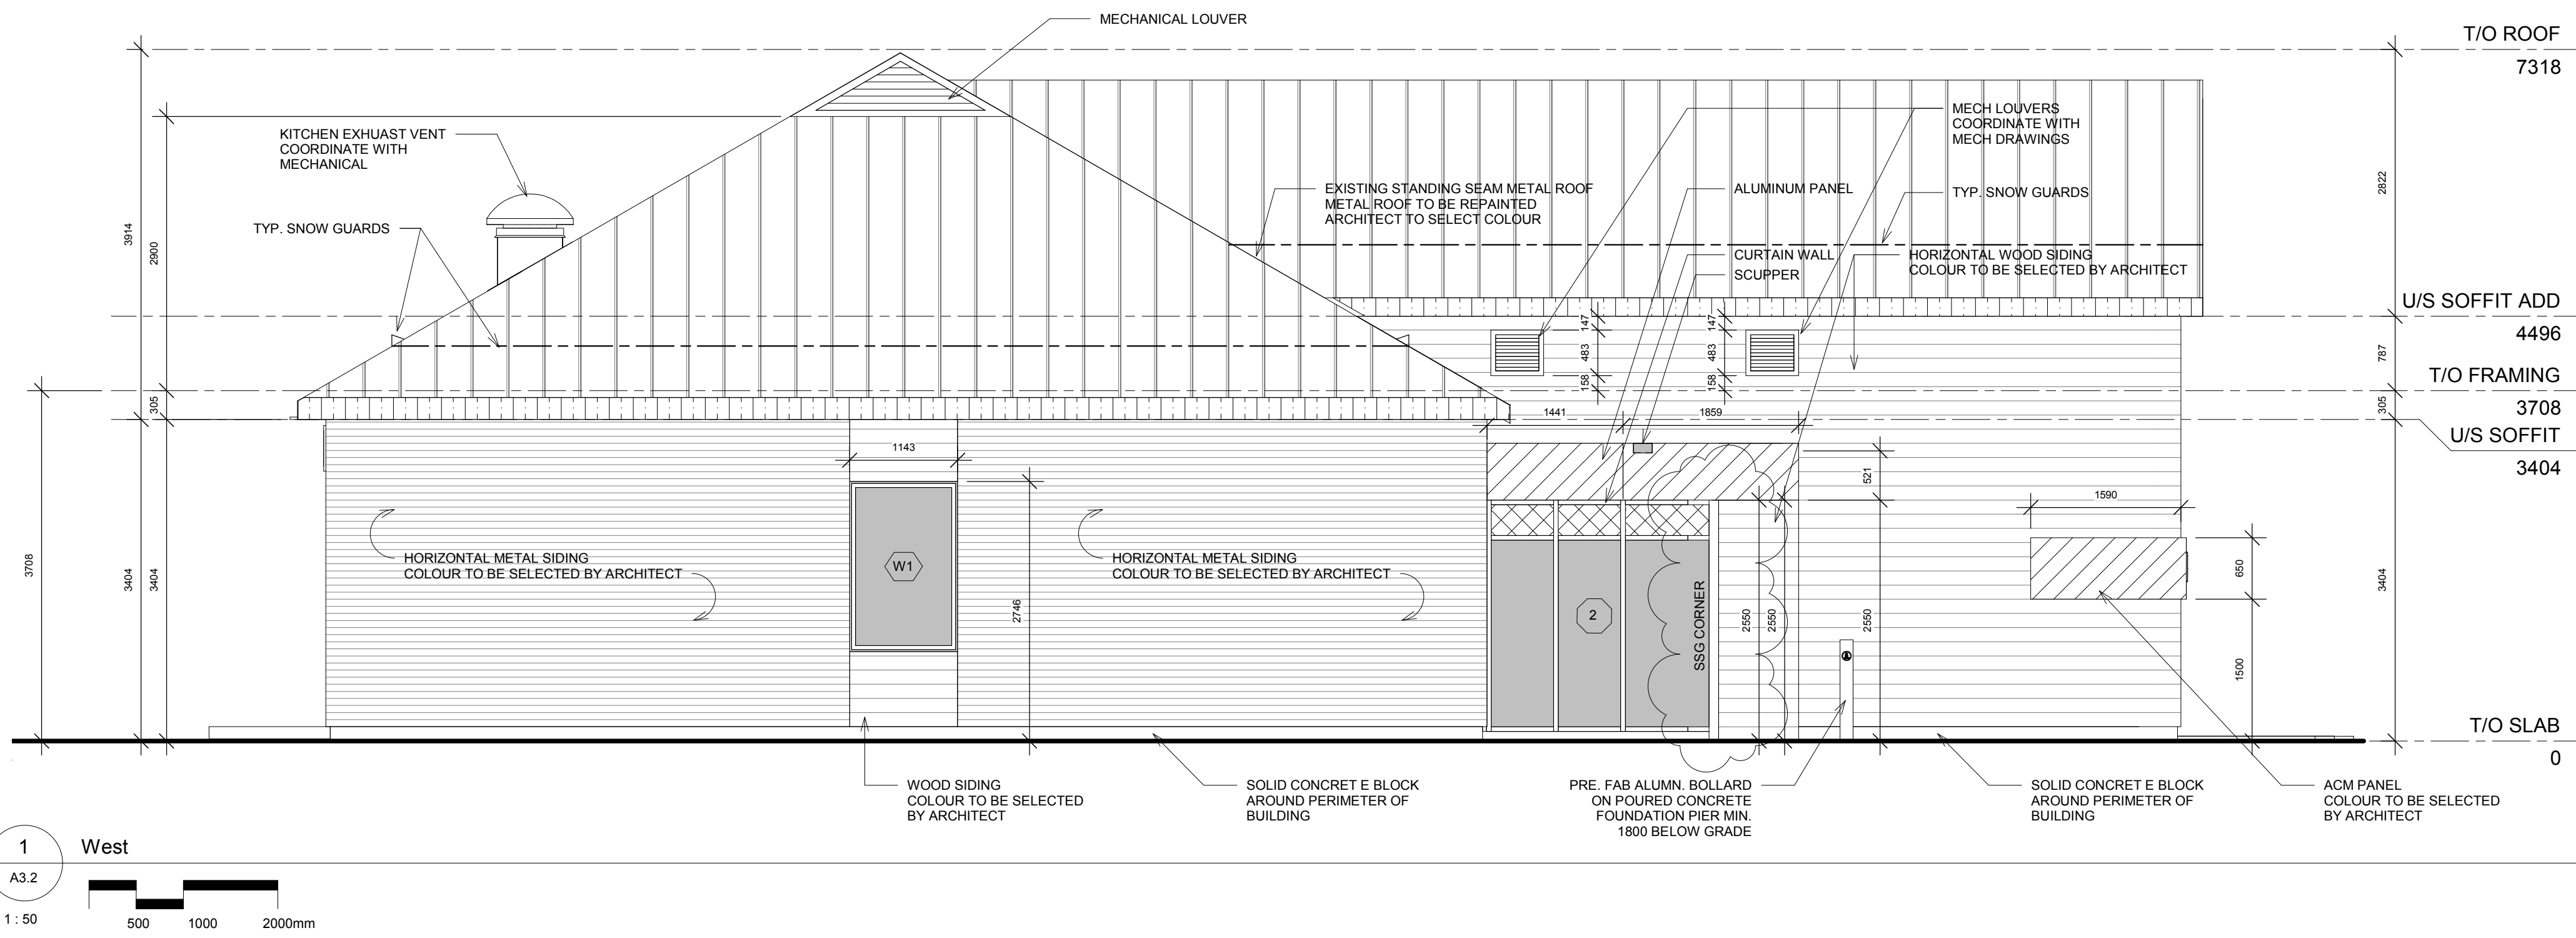 MECHANICAL LOUVER
T/O ROOF
7318
KITCHEN EXHUAST VENT
COORDINATE WITH
MECHANICAL
MECH LOUVERS
COORDINATE WITH
MECH DRAWINGS
TYP. SNOW GUARDS
EXISTING STANDING SEAM METAL ROOF
METAL ROOF TO BE REPAINTED
ARCHITECT TO SELECT COLOUR
ALUMINUM PANEL
TYP. SNOW GUARDS
CURTAIN WALL
SCUPPER
HORIZONTAL WOOD SIDING
COLOUR TO BE SELECTED BY ARCHITECT
3914
2900
2822
U/S SOFFIT ADD
4496
147
147
483
483
158
158
787
T/O FRAMING
3708
305
305
U/S SOFFIT
3404
1441
1859
1143
521
1590
HORIZONTAL METAL SIDING
COLOUR TO BE SELECTED BY ARCHITECT
W1
HORIZONTAL METAL SIDING
COLOUR TO BE SELECTED BY ARCHITECT
3708
3404
3404
2746
2
SSG CORNER
2550
2550
2550
650
1500
3404
T/O SLAB
0
WOOD SIDING
COLOUR TO BE SELECTED
BY ARCHITECT
SOLID CONCRET E BLOCK
AROUND PERIMETER OF
BUILDING
PRE. FAB ALUMN. BOLLARD
ON POURED CONCRETE
FOUNDATION PIER MIN.
1800 BELOW GRADE
SOLID CONCRET E BLOCK
AROUND PERIMETER OF
BUILDING
ACM PANEL
COLOUR TO BE SELECTED
BY ARCHITECT
1
West
A3.2
1 : 50
500
1000
2000mm